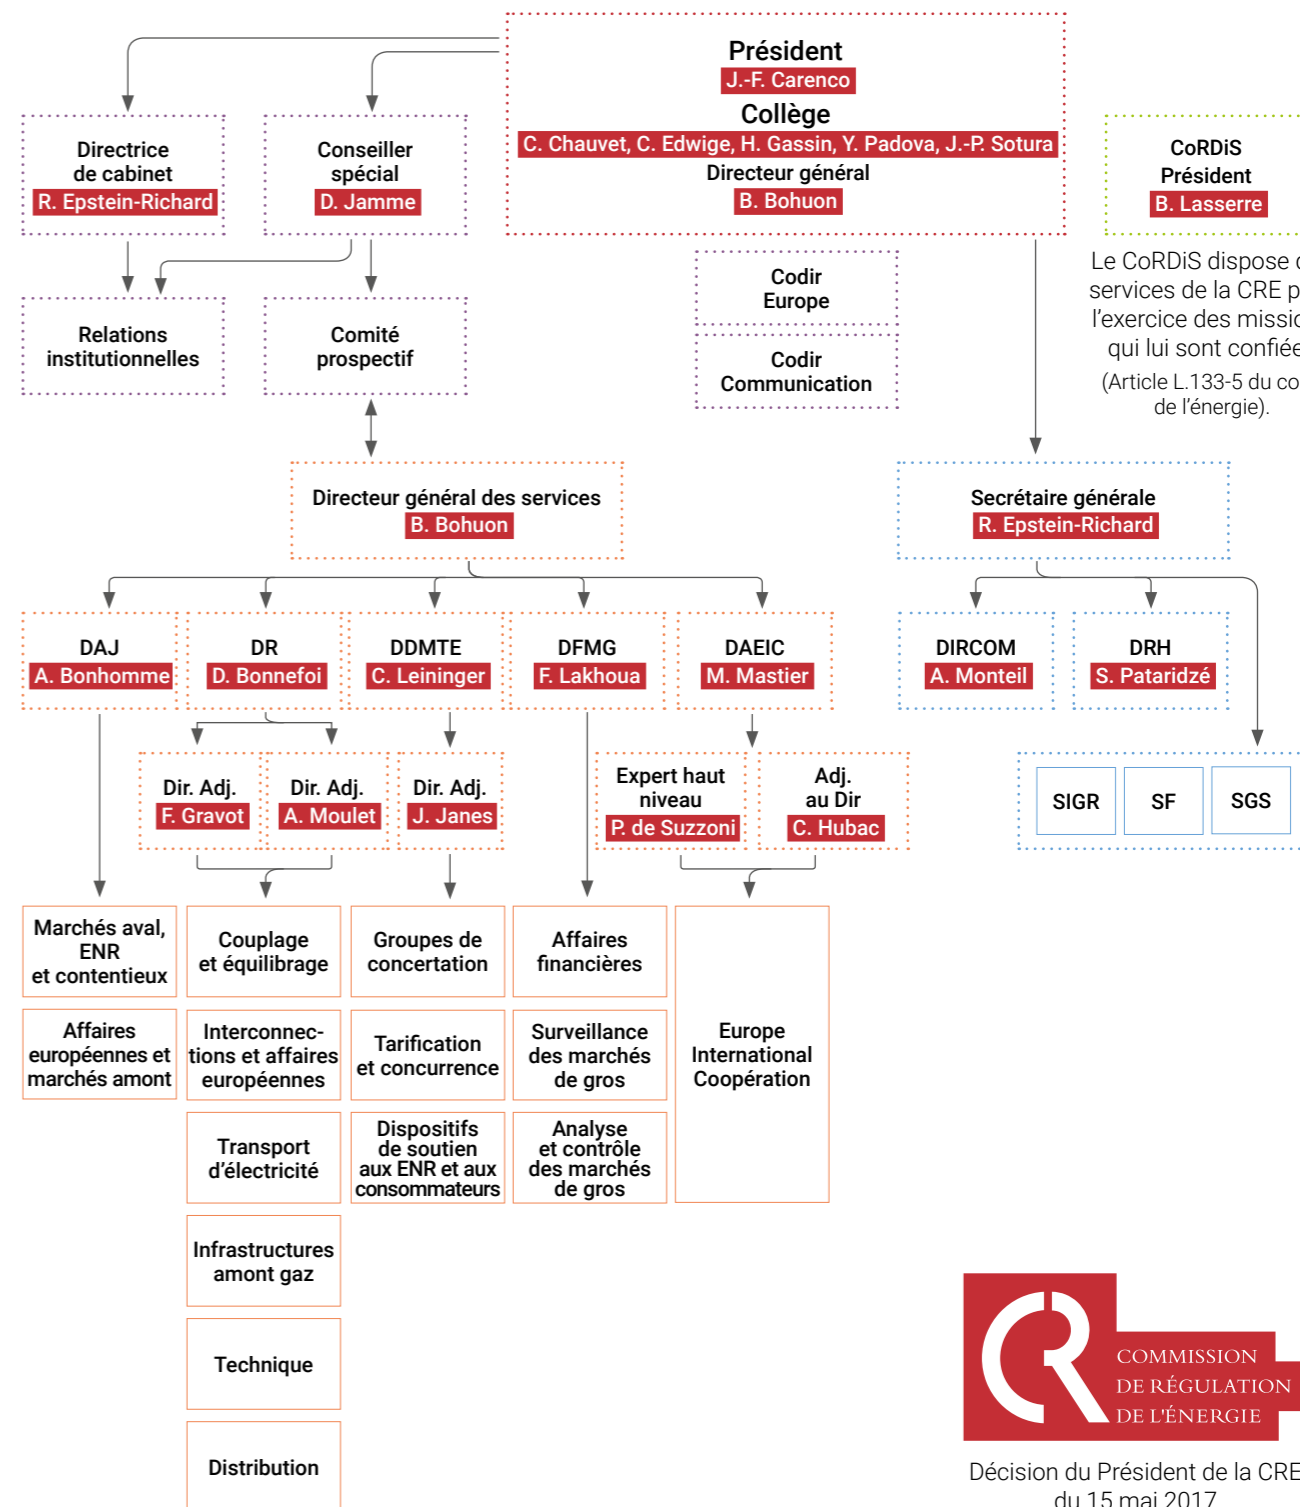 Président
J.-F. Carenco
Collège
C. Chauvet, C. Edwige, H. Gassin, Y. Padova, J.-P. Sotura
Directeur général
B. Bohuon
Directrice
de cabinet
R. Epstein-Richard
Conseiller
spécial
D. Jamme
CoRDiS
Président
B. Lasserre
Le CoRDiS dispose
services de la CRE
l’exercice des
qui lui sont
(Article L.133-5 du
de l’énergie).
Relations
institutionnelles
Comité
prospectif
Codir
Europe
Codir
Communication
Directeur général des services
B. Bohuon
Secrétaire générale
R. Epstein-Richard
DAJ
A. Bonhomme
DR
D. Bonnefoi
DDMTE
C. Leininger
DFMG
F. Lakhoua
DAEIC
M. Mastier
DIRCOM
A. Monteil
DRH
S. Pataridzé
Dir. Adj.
F. Gravot
Dir. Adj.
A. Moulet
Dir. Adj.
J. Janes
Expert haut
niveau
P. de Suzzoni
Adj.
au Dir
C. Hubac
SIGR
SF
SGS
Marchés aval,
ENR
et contentieux
Affaires
européennes et
marchés amont
Couplage
et équilibrage
Interconnec-
tions et affaires
européennes
Transport
d’électricité
Infrastructures
amont gaz
Technique
Distribution
Groupes de
concertation
Tarification
et concurrence
Dispositifs
de soutien
aux ENR et aux
consommateurs
Affaires
financières
Surveillance
des marchés
de gros
Analyse
et contrôle
des marchés
de gros
Europe
International
Coopération
CR
COMMISSION
DE RÉGULATION
DE L'ÉNERGIE
Décision du Président de la CRE
du 15 mai 2017